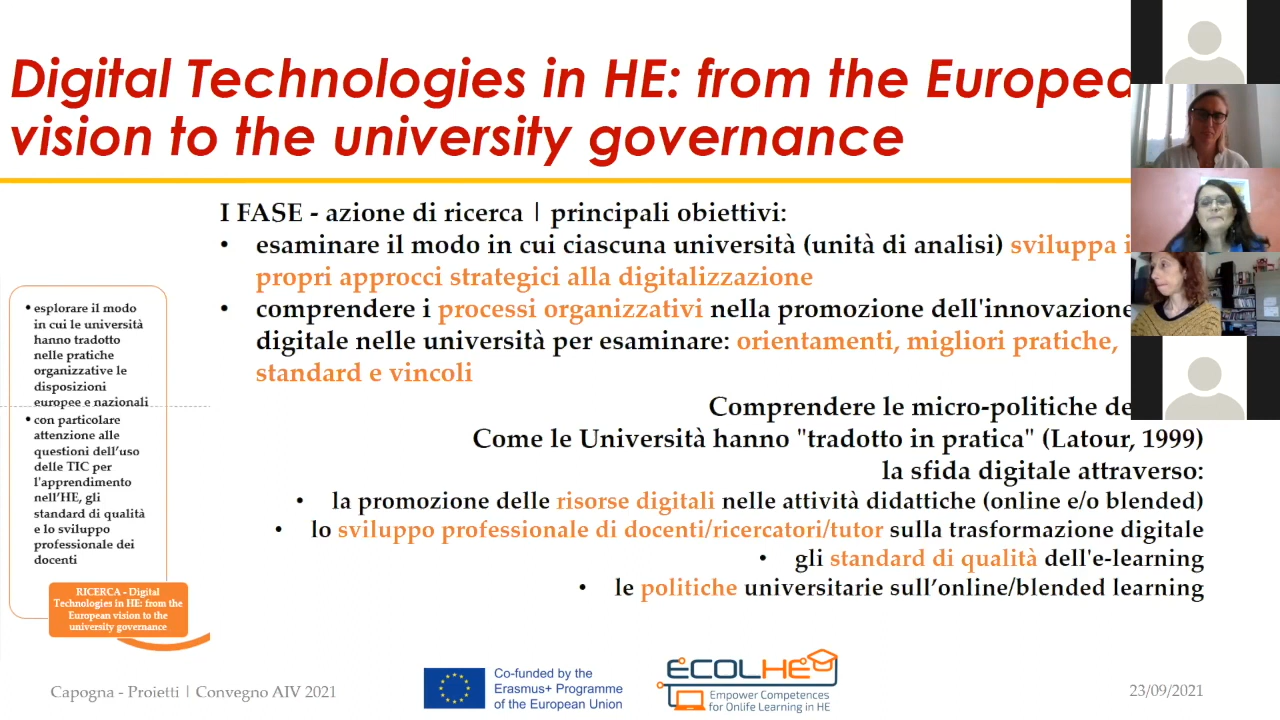 Digital Technologies in HE: from the Europea
vision to the university governance
I FASE - azione di ricerca | principali obiettivi:
• esaminare il modo in cui ciascuna università (unità di analisi) sviluppa i
propri approcci strategici alla digitalizzazione
• comprendere i processi organizzativi nella promozione dell'innovazione
digitale nelle università per esaminare: orientamenti, migliori pratiche,
standard e vincoli
Comprendere le micro-politiche de
Come le Università hanno "tradotto in pratica" (Latour, 1999)
la sfida digitale attraverso:
• la promozione delle risorse digitali nelle attività didattiche (online e/o blended)
• lo sviluppo professionale di docenti/ricercatori/tutor sulla trasformazione digitale
• gli standard di qualità dell'e-learning
• le politiche universitarie sull’online/blended learning
• esplorare il modo
in cui le università
hanno tradotto
nelle pratiche
organizzative le
disposizioni
europee e nazionali
• con particolare
attenzione alle
questioni dell’uso
delle TIC per
l'apprendimento
nell’HE, gli
standard di qualità
e lo sviluppo
professionale dei
docenti
RICERCA - Digital
Technologies in HE: from the
European vision to the
university governance
Capogna - Proietti | Convegno AIV 2021
Co-funded by the
Erasmus+ Programme
of the European Union
ECOLHE
Empower Competences
for Onlife Learning in HE
23/09/2021